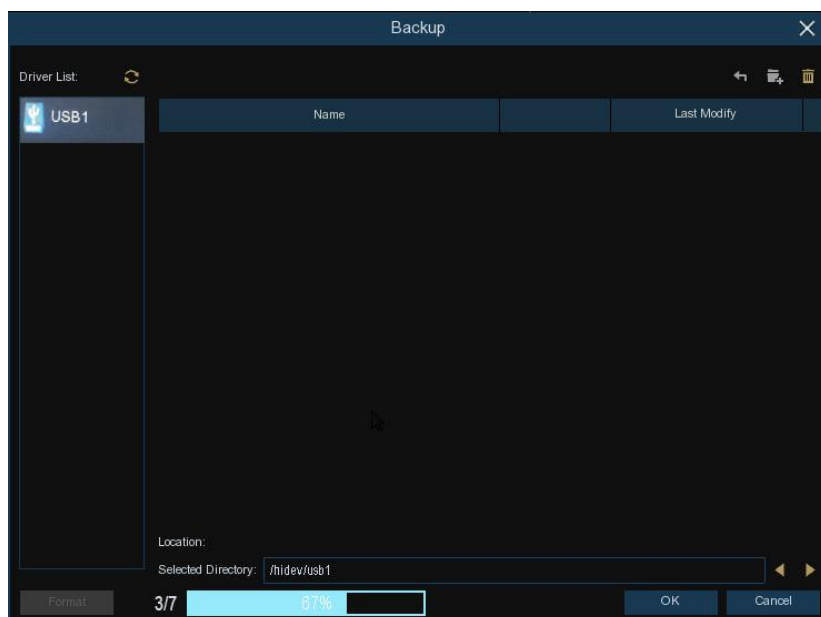 Backup
Driver List:
USB1
Name
Last Modify
Location:
Selected Directory: /hidev/usb1
Format
3/7
67%
OK
Cancel